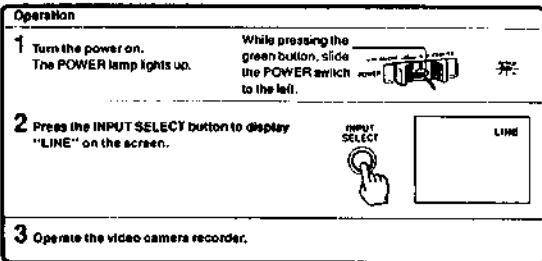 Operation
1 Turn the power on.
The POWER lamp lights up.
While pressing the
green button, slide
the POWER switch
to the left.
POWER
2 Press the INPUT SELECT button to display
"LINE" on the screen.
INPUT
SELECT
LINE
3 Operate the video camera recorder.